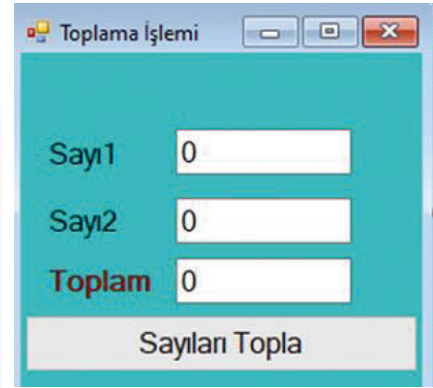 Toplama İşlemi
Sayı1 0
Sayı2 0
Toplam 0
Sayıları Topla